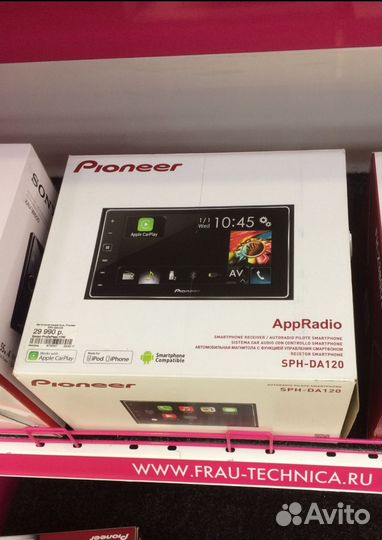 Pioneer
SONY
Apple CarPlay
1/1
Wed
10:45
AV
Pioneer
29 990 р.
AppRadio
SMARTPHONE RECEIVER / AUTORADIO PILOTE SMARTPHONE
SISTEMA CAR AUDIO CON CONTROLLO SMARTPHONE
АВТОМОБИЛЬНАЯ МАГНИТОЛА С ФУНКЦИЕЙ УПРАВЛЕНИЯ СМАРТФОНОМ
RECEPTOR SMARTPHONE
SPH-DA120
Works with
Apple CarPlay
Made for
iPod iPhone
Smartphone
Compatible
Pioneer
SPH-DA120
WWW.FRAU-TECHNICA.RU
Pioneer
Avito